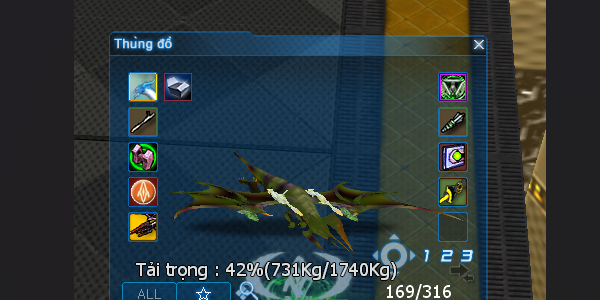 Thùng đồ
1 2 3
Tải trọng : 42%(731Kg/1740Kg)
ALL
169/316